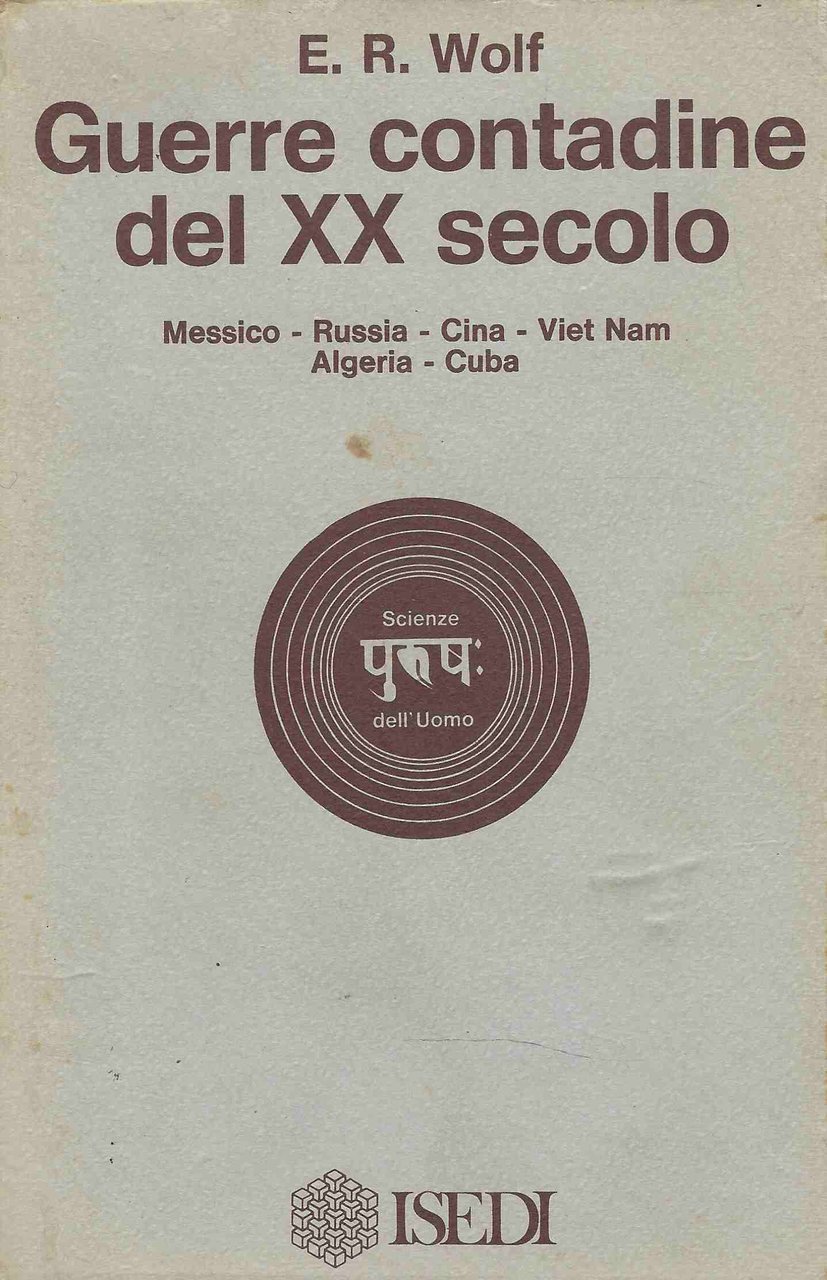 E. R. Wolf
Guerre contadine
del XX secolo
Messico - Russia - Cina - Viet Nam
Algeria - Cuba
Scienze
पुरूषः
dell'Uomo
ISEDI